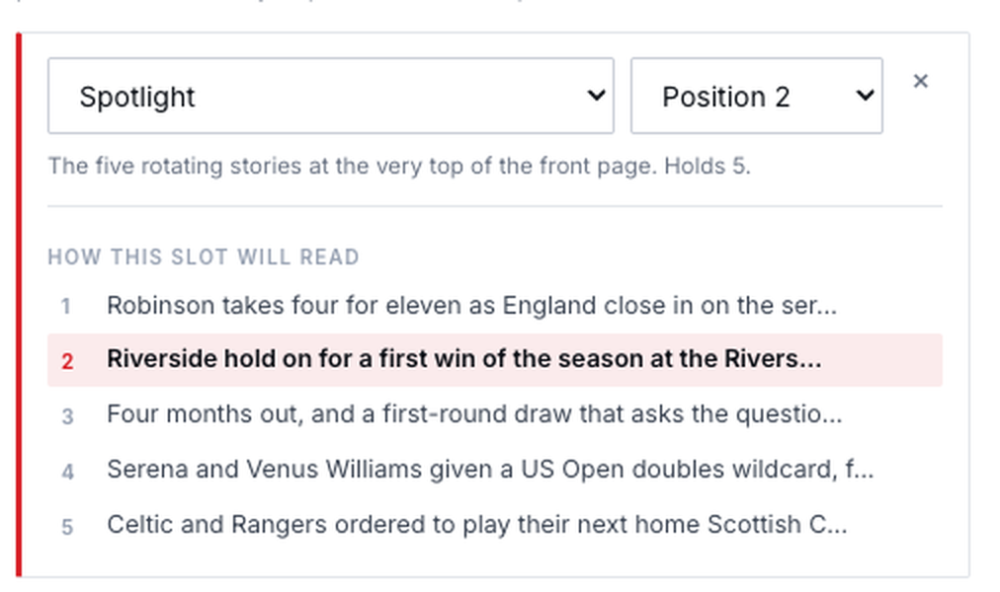 Spotlight
Position 2
×
The five rotating stories at the very top of the front page. Holds 5.
HOW THIS SLOT WILL READ
1 Robinson takes four for eleven as England close in on the ser...
2 Riverside hold on for a first win of the season at the Rivers...
3 Four months out, and a first-round draw that asks the questio...
4 Serena and Venus Williams given a US Open doubles wildcard, f...
5 Celtic and Rangers ordered to play their next home Scottish C...